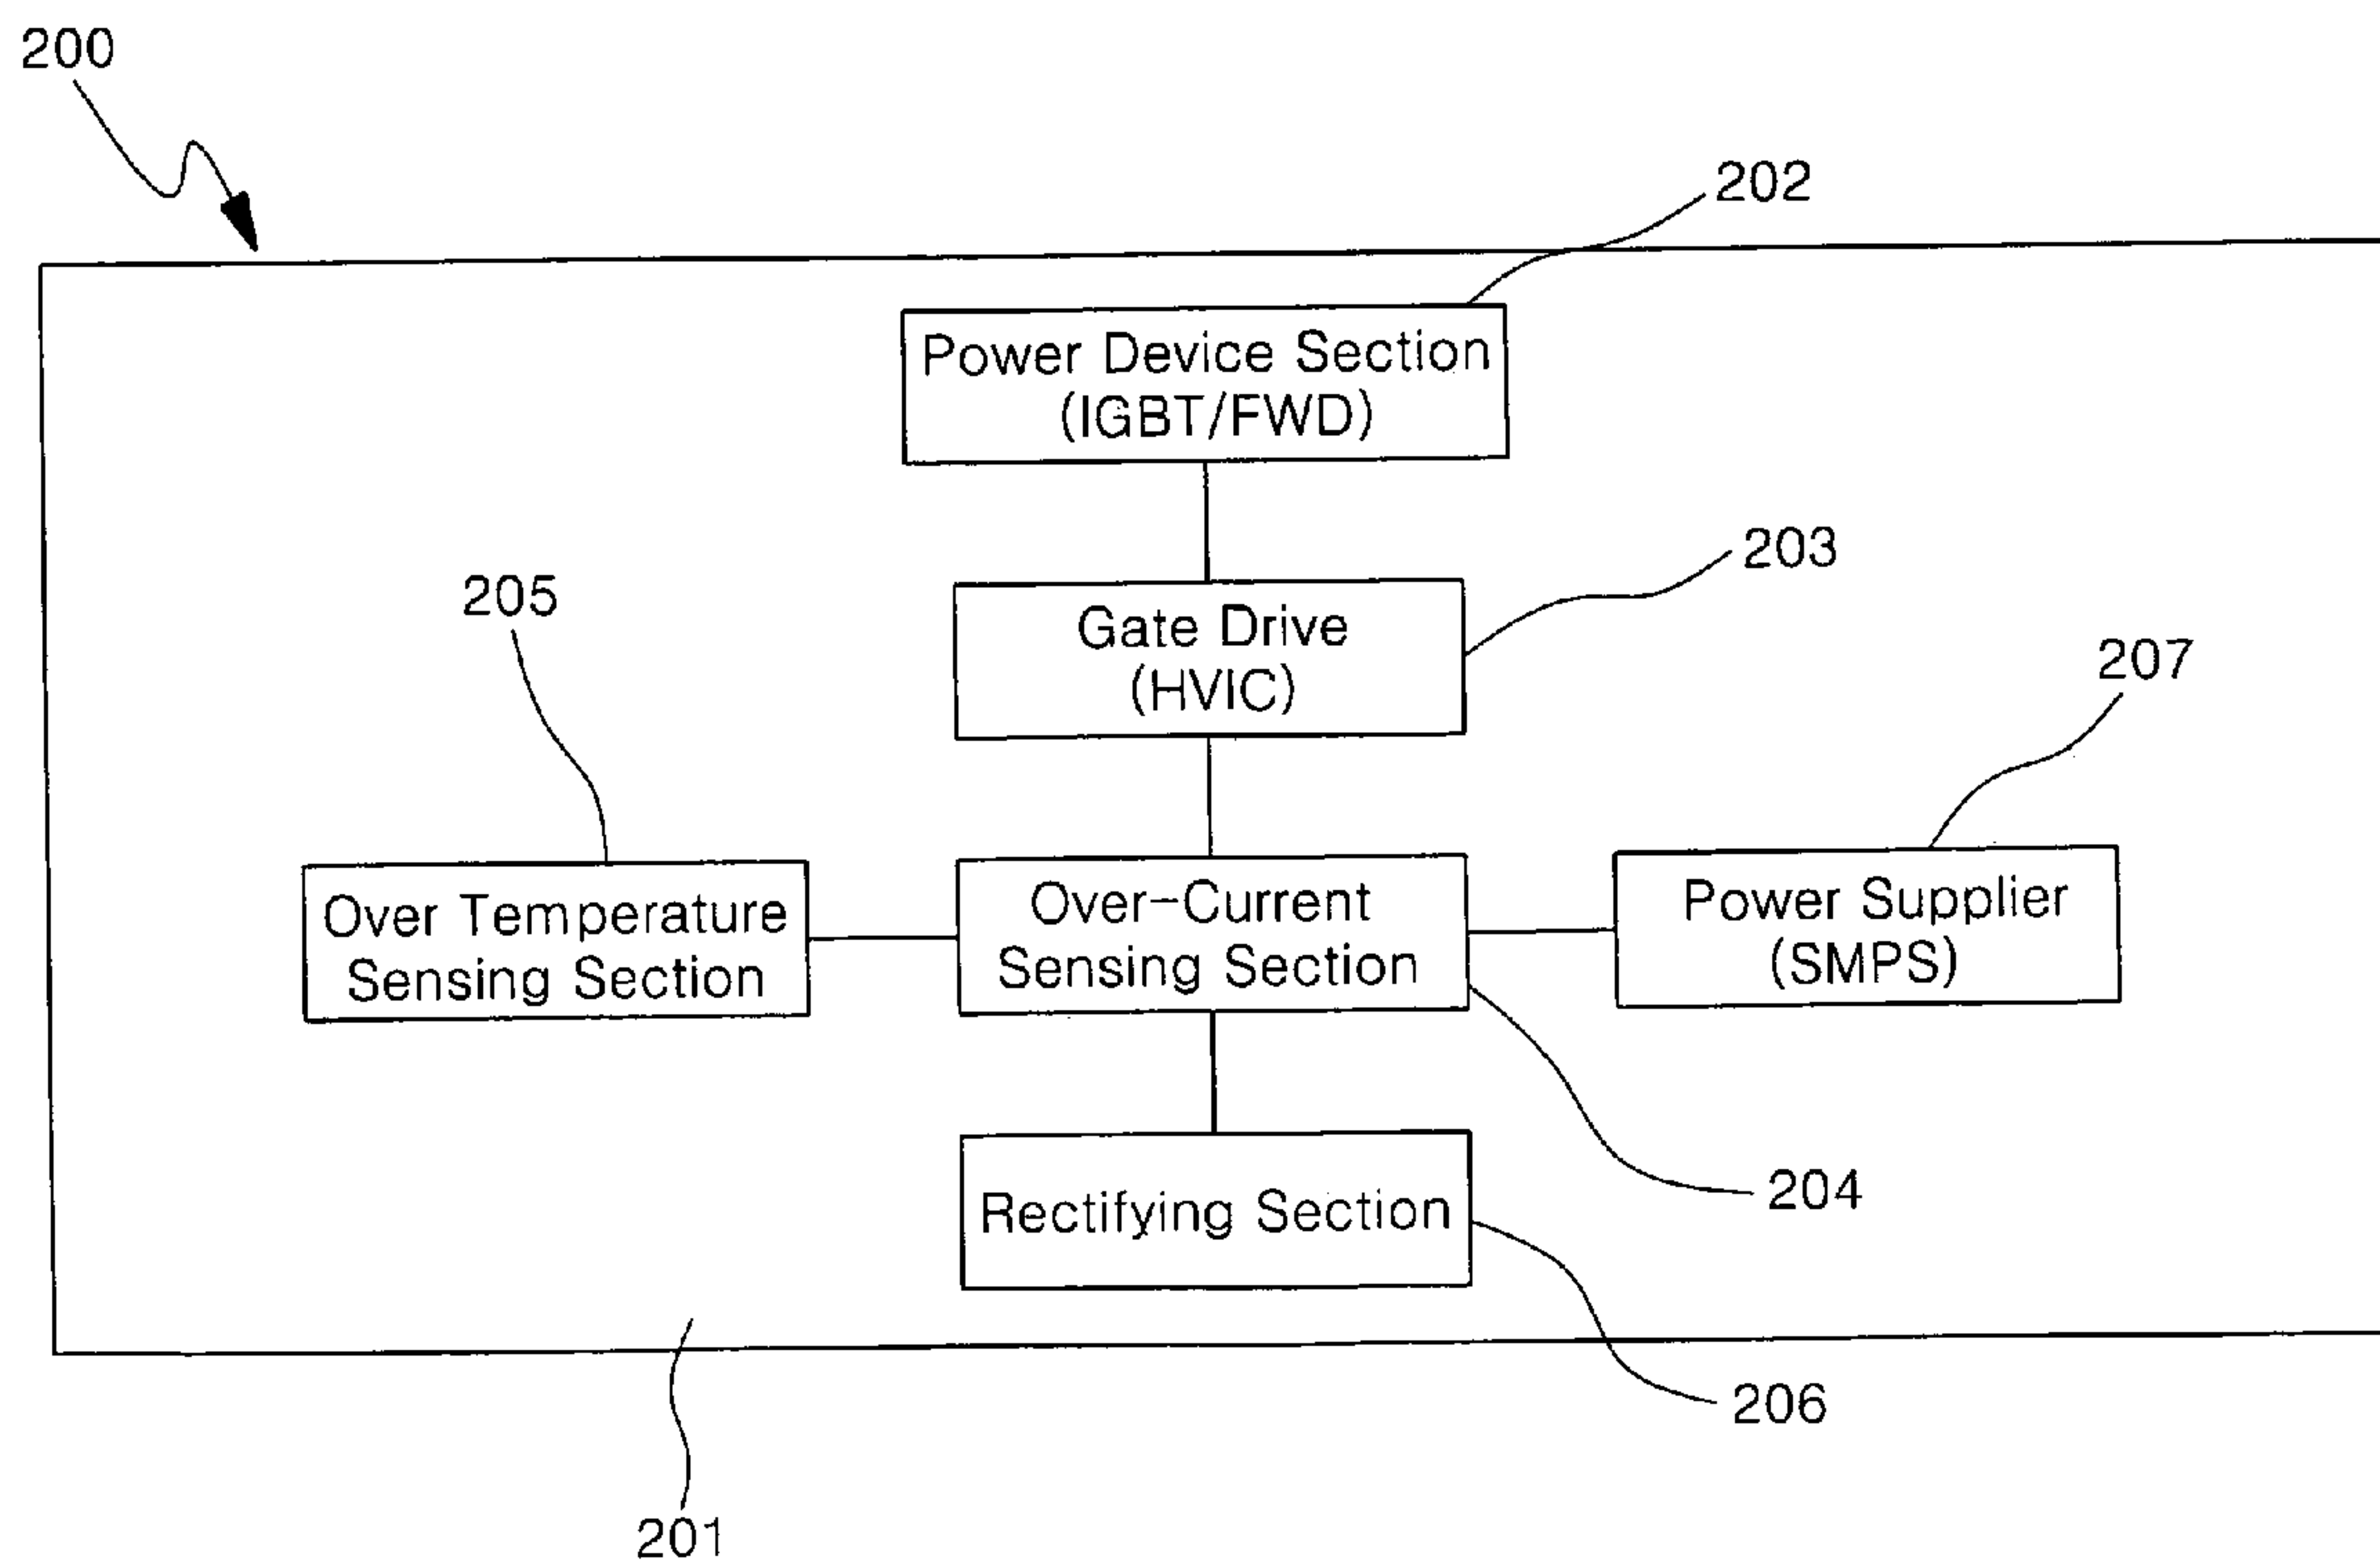 200
202
Power Device Section
(IGBT/FWD)
203
Gate Drive
(HVIC)
205
207
Over Temperature
Sensing Section
Over-Current
Sensing Section
Power Supplier
(SMPS)
204
Rectifying Section
206
201